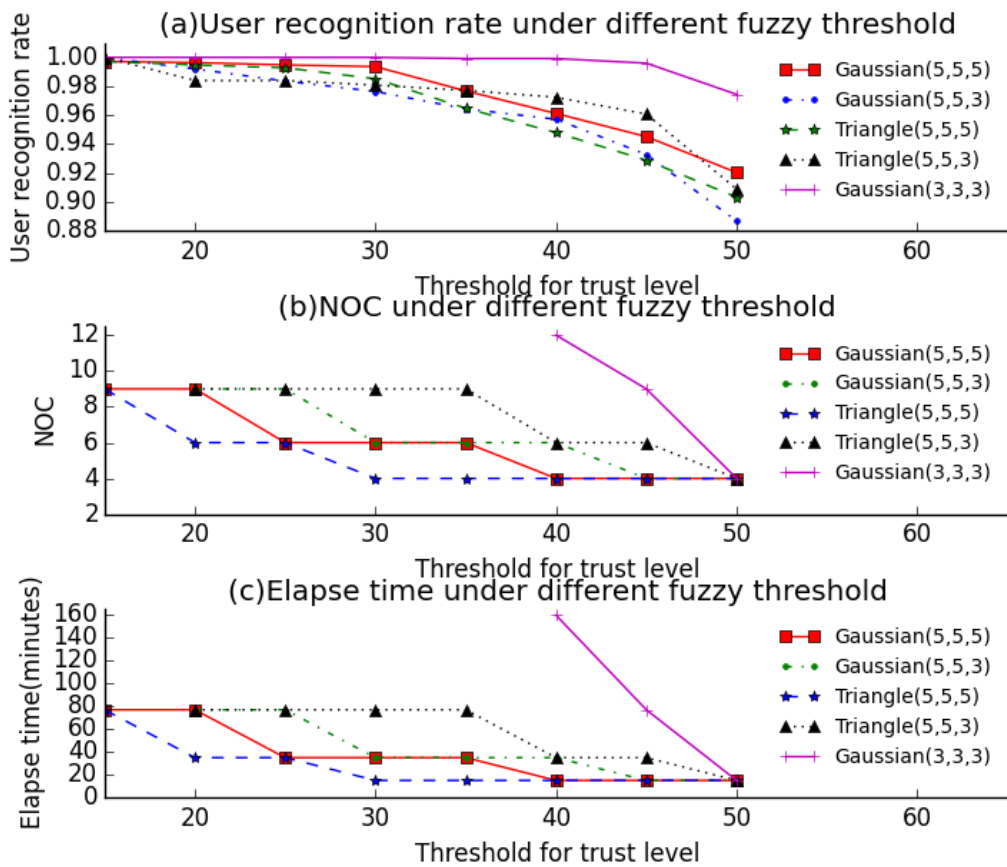 (a)User recognition rate under different fuzzy threshold
User recognition rate
1.00
0.98
0.96
0.94
0.92
0.90
0.88
Gaussian(5,5,5)
Gaussian(5,5,3)
Triangle(5,5,5)
Triangle(5,5,3)
Gaussian(3,3,3)
20 30 40 50 60
Threshold for trust level
(b)NOC under different fuzzy threshold
NOC
12
10
8
6
4
2
Gaussian(5,5,5)
Gaussian(5,5,3)
Triangle(5,5,5)
Triangle(5,5,3)
Gaussian(3,3,3)
20 30 40 50 60
Threshold for trust level
(c)Elapse time under different fuzzy threshold
Elapse time(minutes)
160
140
120
100
80
60
40
20
0
Gaussian(5,5,5)
Gaussian(5,5,3)
Triangle(5,5,5)
Triangle(5,5,3)
Gaussian(3,3,3)
20 30 40 50 60
Threshold for trust level